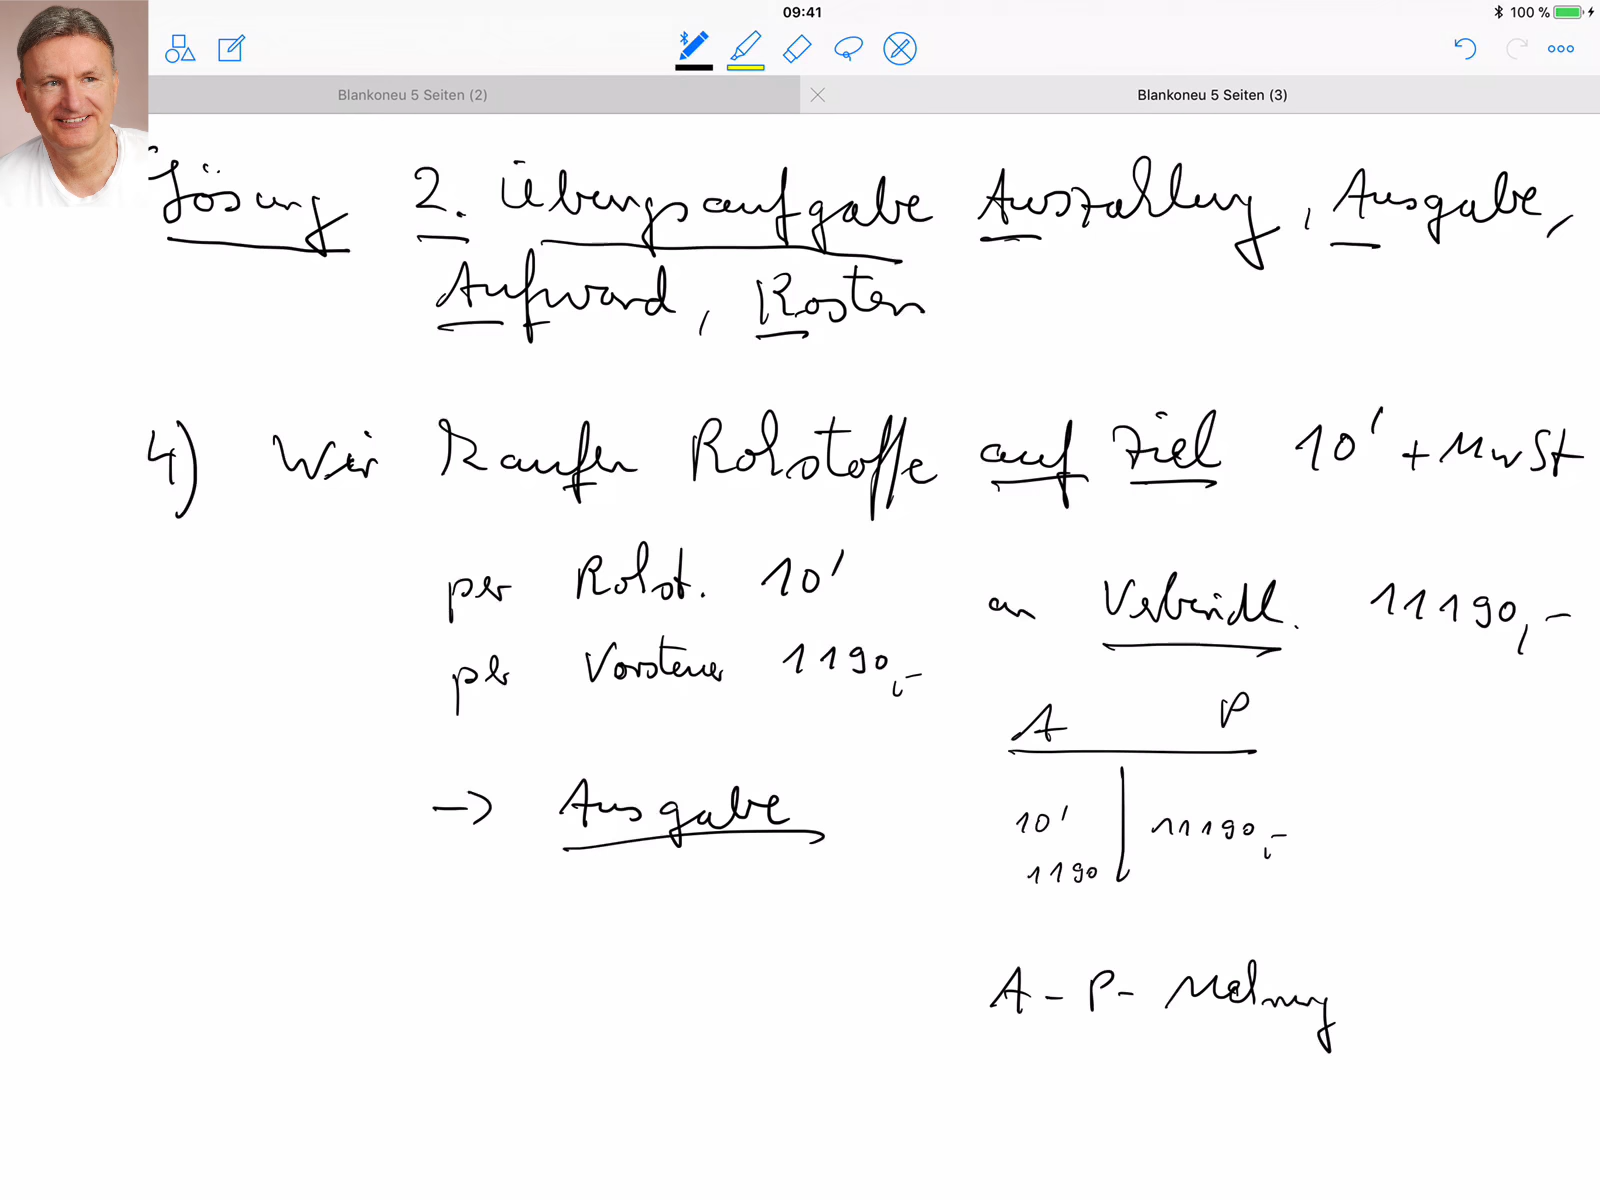 09:41
100 %
Blankoneu 5 Seiten (2)
Blankoneu 5 Seiten (3)
Lösung 2. Übungsaufgabe Auszahlung, Ausgabe,
Aufwand, Kosten
4) Wir kaufen Rohstoffe auf Ziel 10' + MwSt
per Rohst. 10' an Verbindl. 11190,-
per Vorsteuer 1190,-
A P
-> Ausgabe
10' 11190,-
1190
A - P - Mehrung